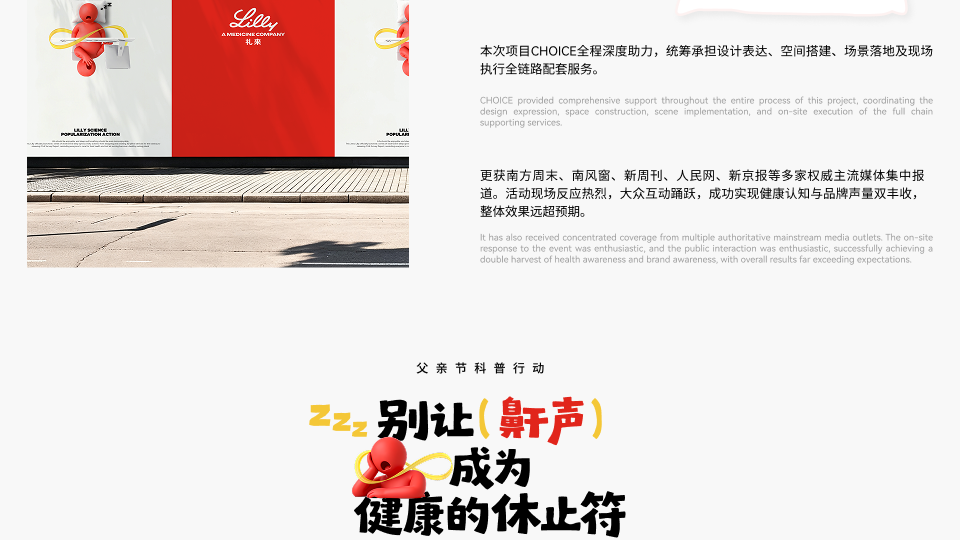 zzz
Lilly
A MEDICINE COMPANY
礼来
LILLY SCIENCE
POPULARIZATION ACTION
LILL
POPULARI
本次项目CHOICE全程深度助力，统筹承担设计表达、空间搭建、场景落地及现场
执行全链路配套服务。
CHOICE provided comprehensive support throughout the entire process of this project, coordinating the
design expression, space construction, scene implementation, and on-site execution of the full chain
supporting services.
更获南方周末、南风窗、新周刊、人民网、新京报等多家权威主流媒体集中报
道。活动现场反应热烈，大众互动踊跃，成功实现健康认知与品牌声量双丰收，
整体效果远超预期。
It has also received concentrated coverage from multiple authoritative mainstream media outlets. The on-site
response to the event was enthusiastic, and the public interaction was enthusiastic, successfully achieving a
double harvest of health awareness and brand awareness, with overall results far exceeding expectations.
父亲节科普行动
zzz 别让(鼾声)
成为
健康的休止符